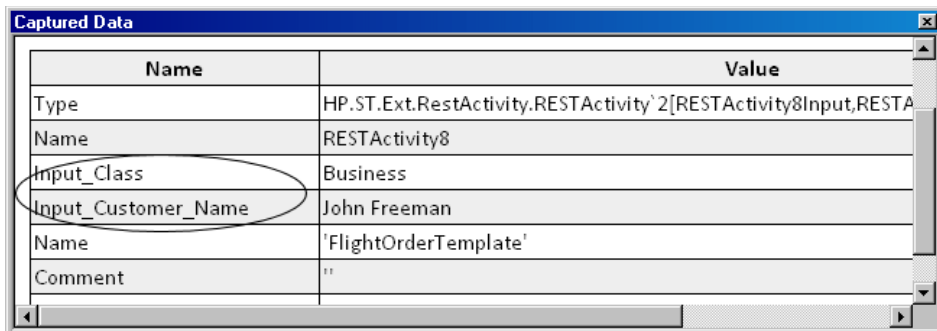 Captured Data
Name Value
Type HP.ST.Ext.RestActivity.RESTActivity`2[RESTActivity8Input,RESTA
Name RESTActivity8
Input_Class Business
Input_Customer_Name John Freeman
Name 'FlightOrderTemplate'
Comment ''